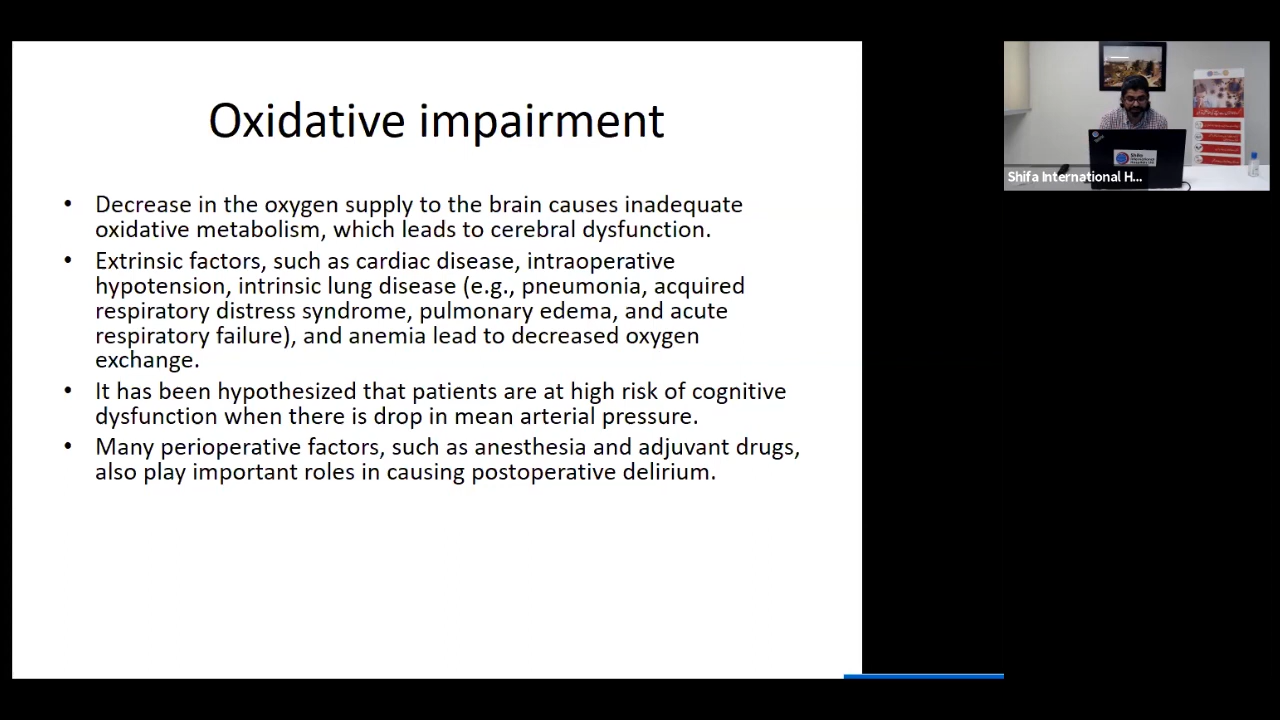 Oxidative impairment
• Decrease in the oxygen supply to the brain causes inadequate
oxidative metabolism, which leads to cerebral dysfunction.
• Extrinsic factors, such as cardiac disease, intraoperative
hypotension, intrinsic lung disease (e.g., pneumonia, acquired
respiratory distress syndrome, pulmonary edema, and acute
respiratory failure), and anemia lead to decreased oxygen
exchange.
• It has been hypothesized that patients are at high risk of cognitive
dysfunction when there is drop in mean arterial pressure.
• Many perioperative factors, such as anesthesia and adjuvant drugs,
also play important roles in causing postoperative delirium.
Shifa International H...